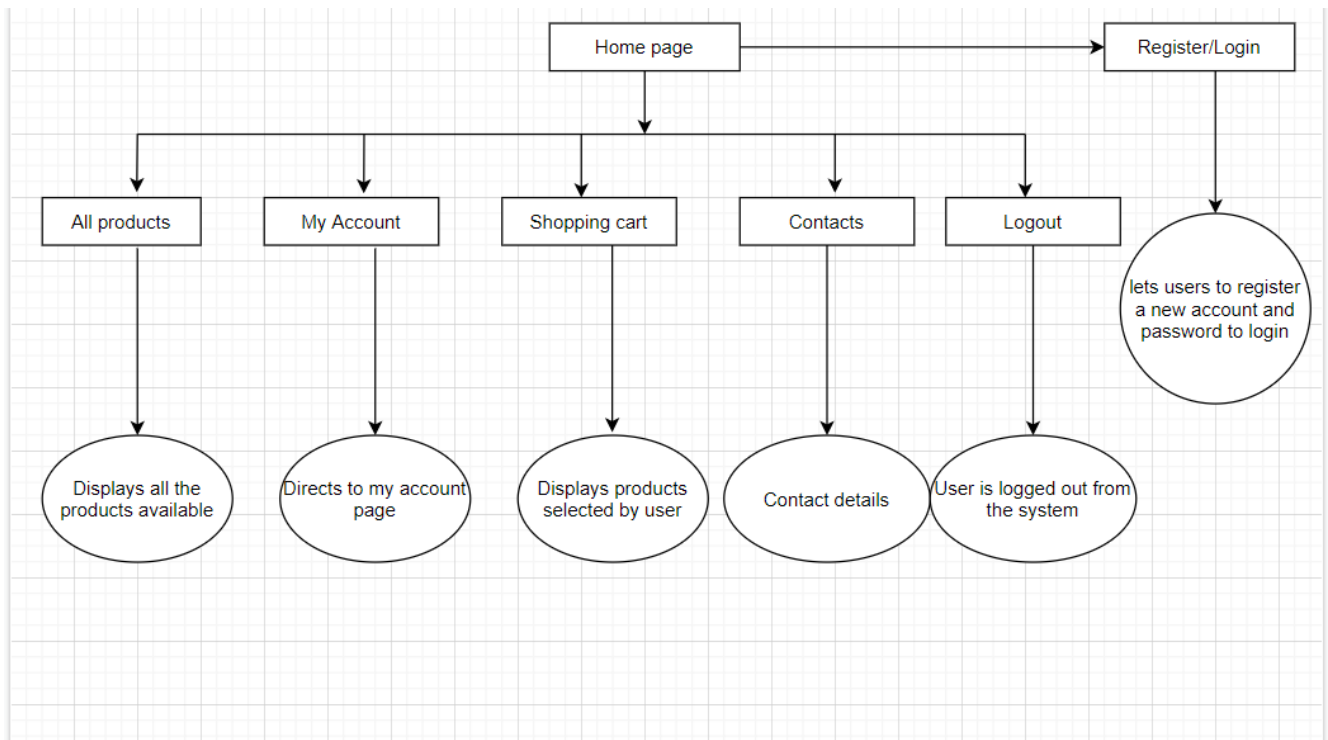 Home page
Register/Login
All products
My Account
Shopping cart
Contacts
Logout
lets users to register
a new account and
password to login
Displays all the
products available
Directs to my account
page
Displays products
selected by user
Contact details
User is logged out from
the system